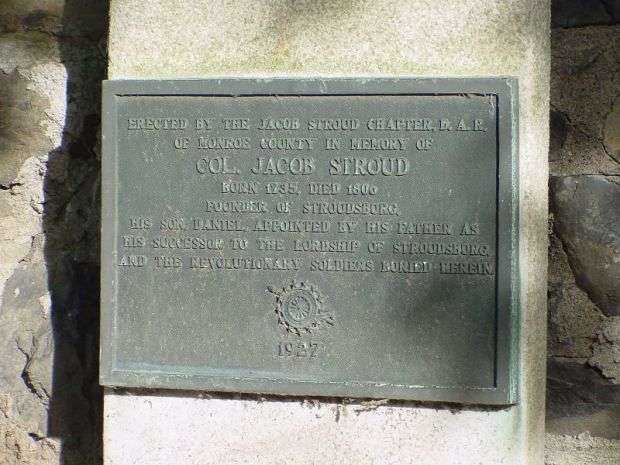 ERECTED BY THE JACOB STROUD CHAPTER, D. A. R.
OF MONROE COUNTY IN MEMORY OF
COL. JACOB STROUD
BORN 1735, DIED 1806
FOUNDER OF STROUDSBURG,
HIS SON, DANIEL, APPOINTED BY HIS FATHER AS
HIS SUCCESSOR TO THE LORDSHIP OF STROUDSBURG,
AND THE REVOLUTIONARY SOLDIERS BURIED HEREIN.
1927